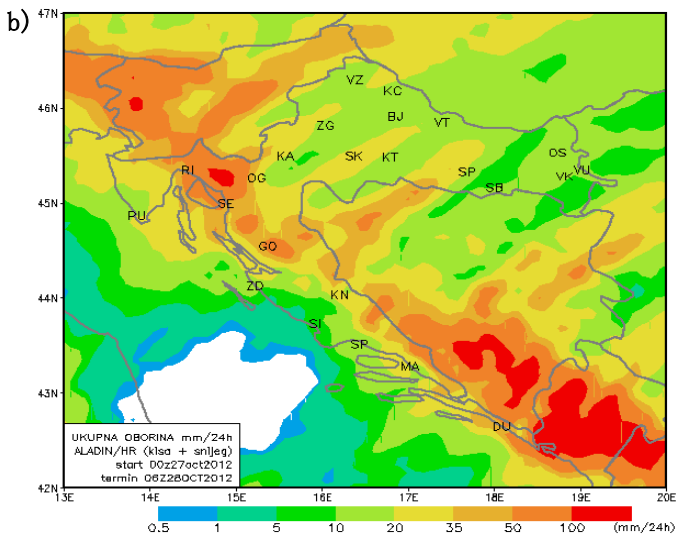 b)
47N
46N
45N
44N
43N
42N
VZ
KC
ZG
BJ
VT
KA
SK
KT
OS
RI
OG
SP
VK
VU
SB
PU
SE
GO
ZD
KN
SI
SP
MA
DU
UKUPNA OBORINA mm/24h
ALADIN/HR (kisa + snijeg)
start 00z27oct2012
termin 06Z28OCT2012
13E 14E 15E 16E 17E 18E 19E 20E
0.5 1 5 10 20 35 50 100 (mm/24h)